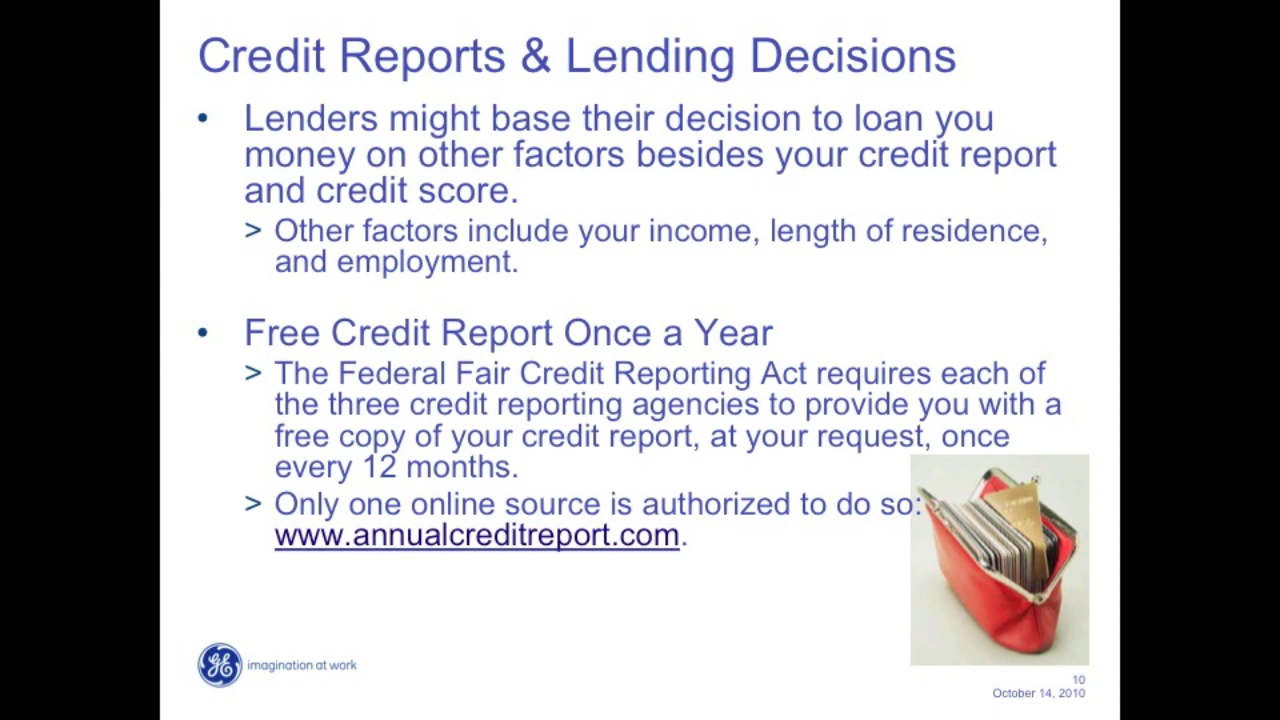 Credit Reports & Lending Decisions
• Lenders might base their decision to loan you
money on other factors besides your credit report
and credit score.
> Other factors include your income, length of residence,
and employment.
• Free Credit Report Once a Year
> The Federal Fair Credit Reporting Act requires each of
the three credit reporting agencies to provide you with a
free copy of your credit report, at your request, once
every 12 months.
> Only one online source is authorized to do so:
www.annualcreditreport.com.
GE imagination at work
10
October 14, 2010